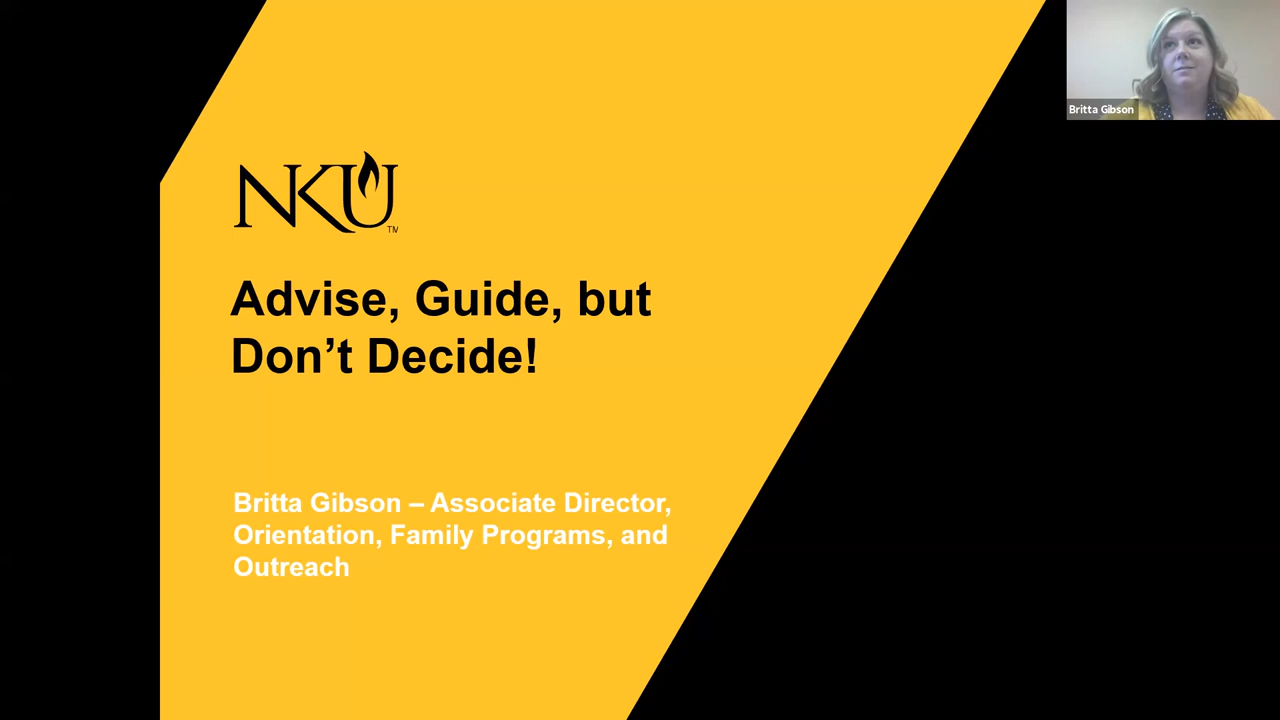 Britta Gibson
NKU
TM
Advise, Guide, but
Don’t Decide!
Britta Gibson – Associate Director,
Orientation, Family Programs, and
Outreach